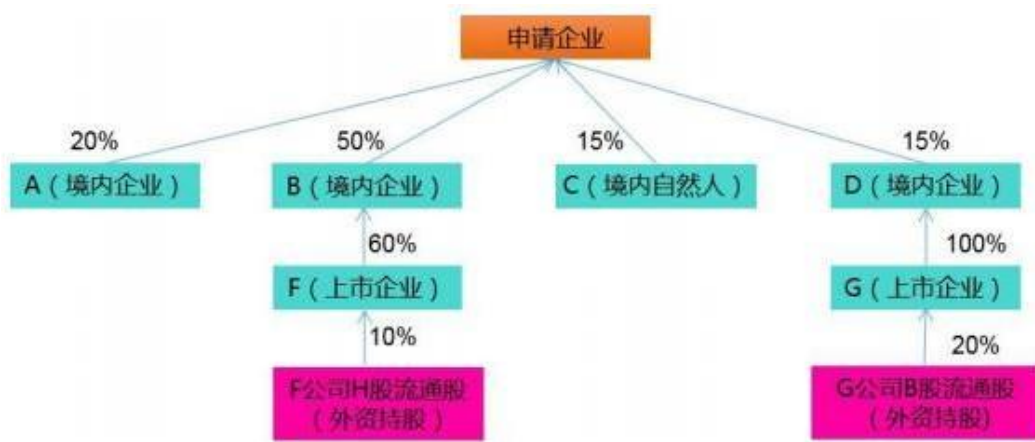 申请企业
20%
50%
15%
15%
A（境内企业）
B（境内企业）
C（境内自然人）
D（境内企业）
60%
100%
F（上市企业）
G（上市企业）
10%
20%
F公司H股流通股
（外资持股）
G公司B股流通股
（外资持股)